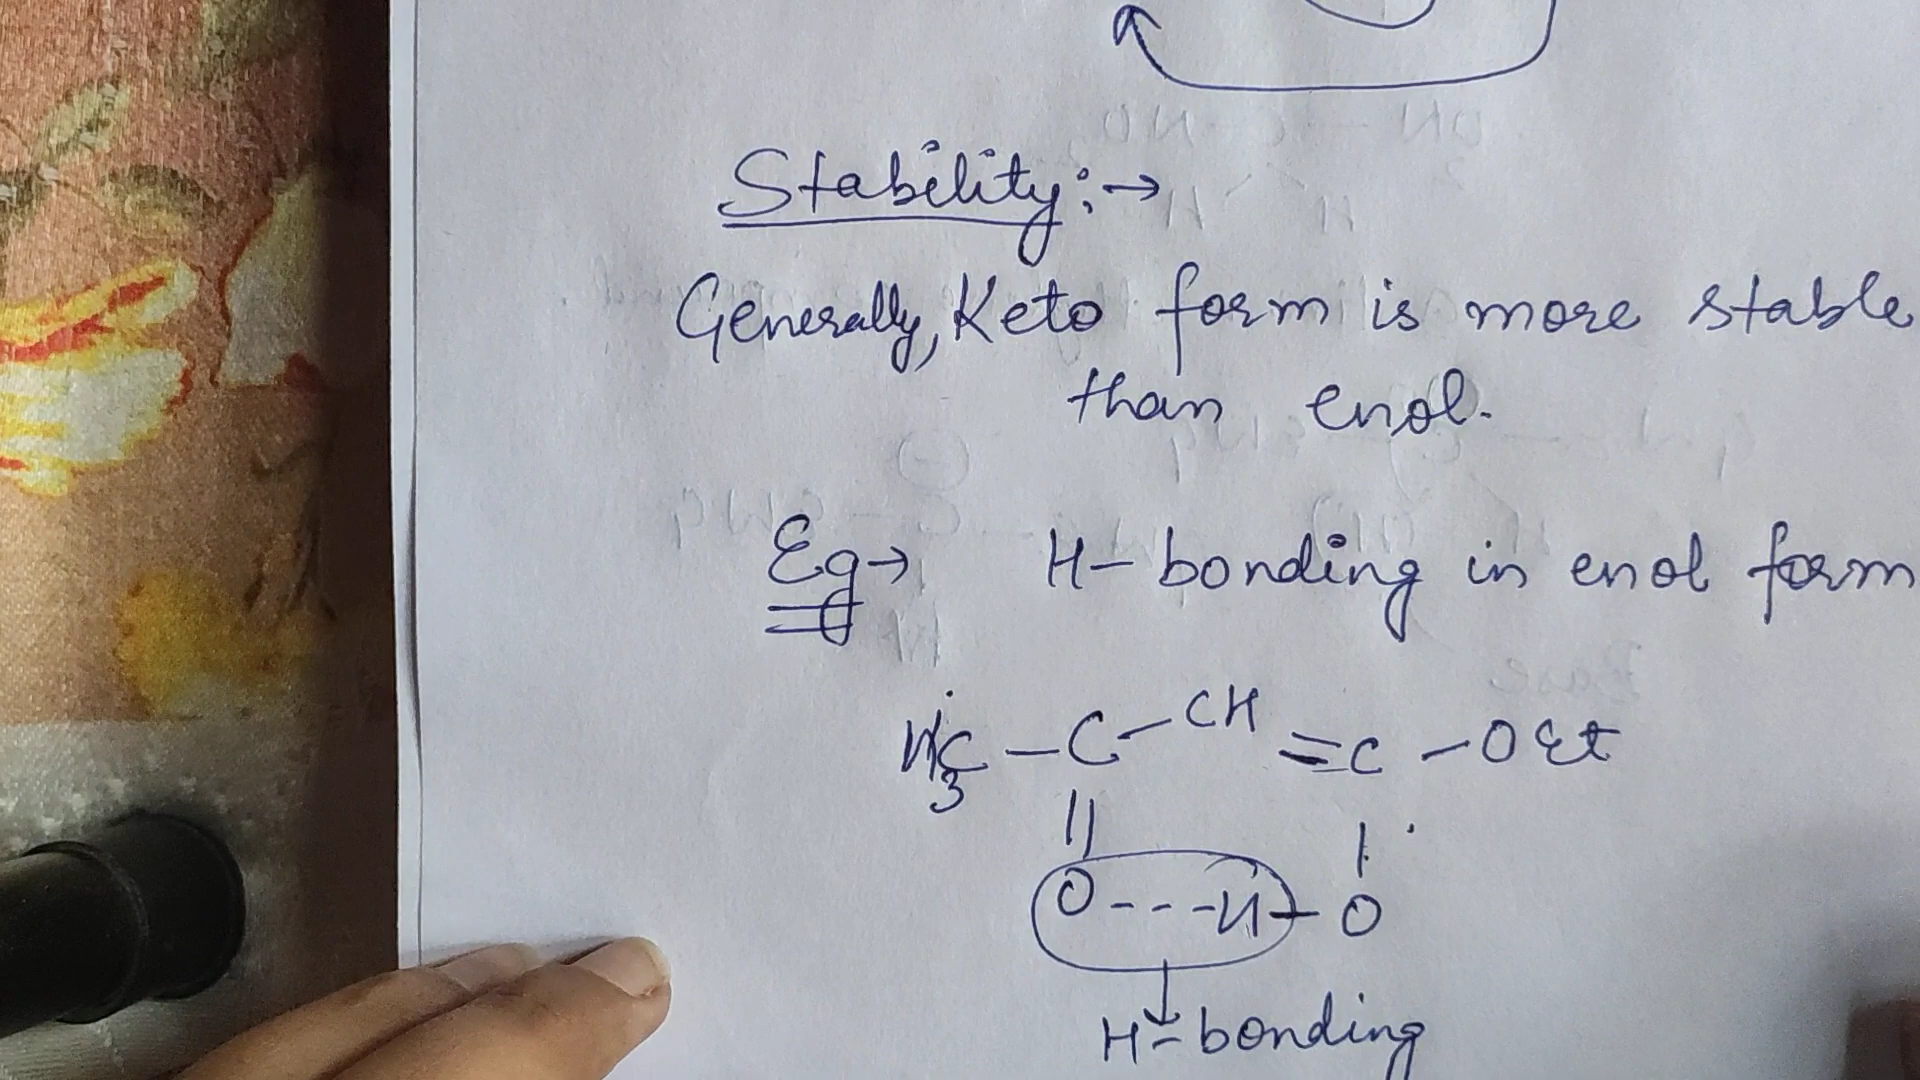 Stability:→
Generally, Keto form is more stable
than enol.
Eg→ H-bonding in enol form
H3C-C-CH=C-OEt
|| |
O---H-O
↓
H-bonding